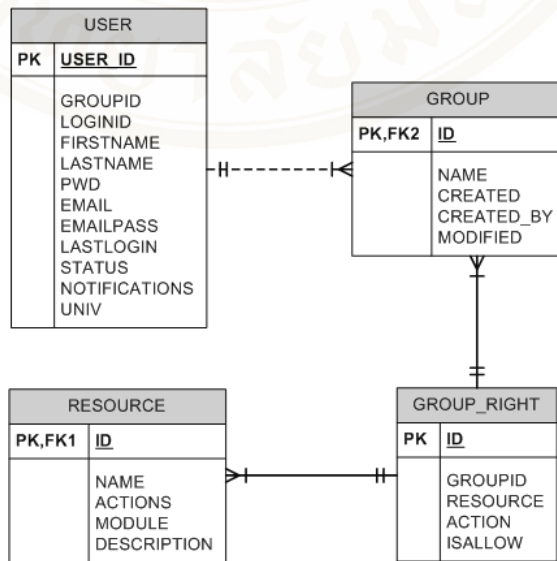 USER
PK USER_ID
GROUPID
LOGINID
FIRSTNAME
LASTNAME
PWD
EMAIL
EMAILPASS
LASTLOGIN
STATUS
NOTIFICATIONS
UNIV
GROUP
PK,FK2 ID
NAME
CREATED
CREATED_BY
MODIFIED
RESOURCE
PK,FK1 ID
NAME
ACTIONS
MODULE
DESCRIPTION
GROUP_RIGHT
PK ID
GROUPID
RESOURCE
ACTION
ISALLOW